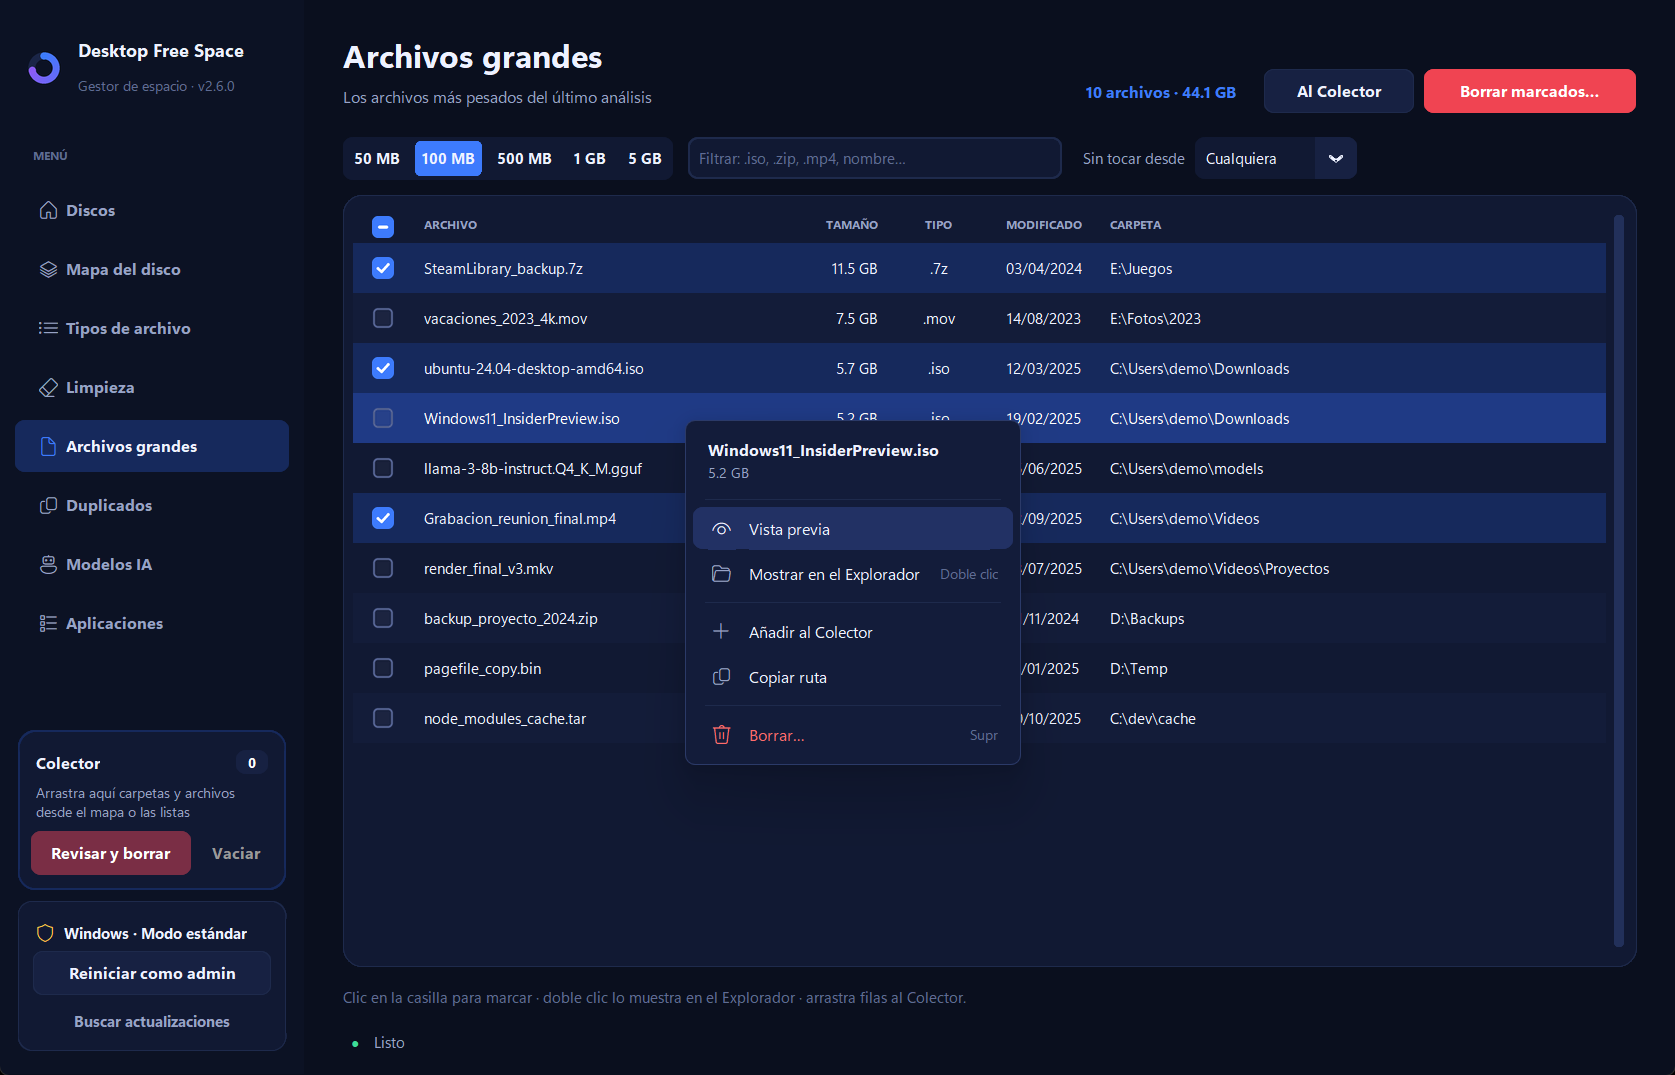 Desktop Free Space
Gestor de espacio · v2.6.0
MENÚ
Discos
Mapa del disco
Tipos de archivo
Limpieza
Archivos grandes
Duplicados
Modelos IA
Aplicaciones
Colector 0
Arrastra aquí carpetas y archivos
desde el mapa o las listas
Revisar y borrar Vaciar
Windows · Modo estándar
Reiniciar como admin
Buscar actualizaciones
Archivos grandes
Los archivos más pesados del último análisis
10 archivos · 44.1 GB Al Colector Borrar marcados...
50 MB 100 MB 500 MB 1 GB 5 GB Filtrar: .iso, .zip, .mp4, nombre... Sin tocar desde Cualquiera
ARCHIVO TAMAÑO TIPO MODIFICADO CARPETA
SteamLibrary_backup.7z 11.5 GB .7z 03/04/2024 E:\Juegos
vacaciones_2023_4k.mov 7.5 GB .mov 14/08/2023 E:\Fotos\2023
ubuntu-24.04-desktop-amd64.iso 5.7 GB .iso 12/03/2025 C:\Users\demo\Downloads
Windows11_InsiderPreview.iso 5.2 GB .iso 19/02/2025 C:\Users\demo\Downloads
llama-3-8b-instruct.Q4_K_M.gguf /06/2025 C:\Users\demo\models
Grabacion_reunion_final.mp4 /09/2025 C:\Users\demo\Videos
render_final_v3.mkv /07/2025 C:\Users\demo\Videos\Proyectos
backup_proyecto_2024.zip /11/2024 D:\Backups
pagefile_copy.bin /01/2025 D:\Temp
node_modules_cache.tar /10/2025 C:\dev\cache
Windows11_InsiderPreview.iso
5.2 GB
Vista previa
Mostrar en el Explorador Doble clic
Añadir al Colector
Copiar ruta
Borrar... Supr
Clic en la casilla para marcar · doble clic lo muestra en el Explorador · arrastra filas al Colector.
Listo